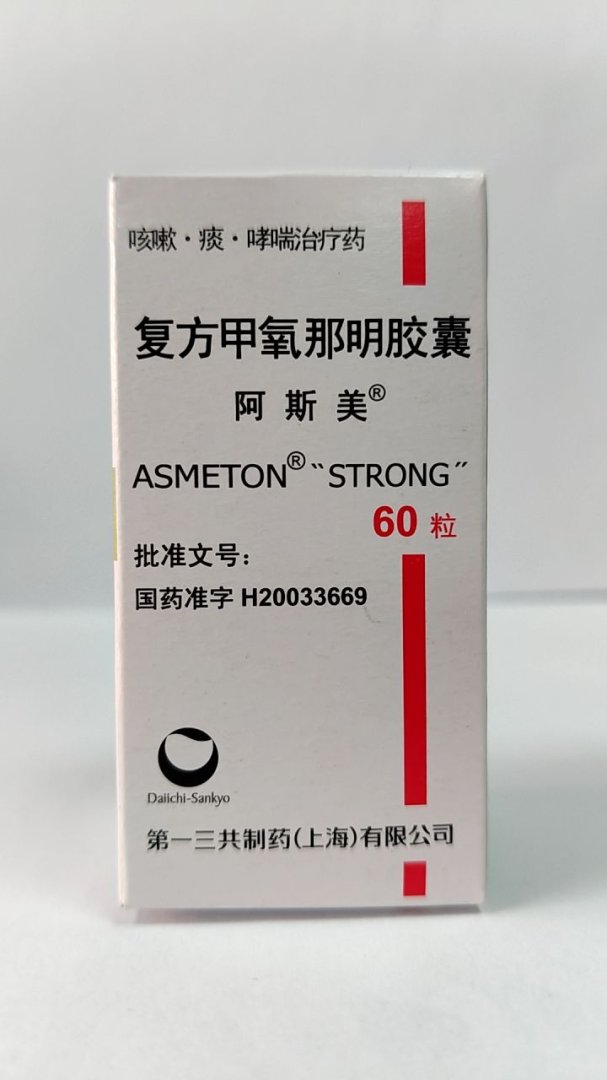 咳嗽·痰·哮喘治疗药
复方甲氧那明胶囊
阿斯美®
ASMETON® “STRONG”
60 粒
批准文号：
国药准字 H20033669
Daiichi-Sankyo
第一三共制药(上海)有限公司